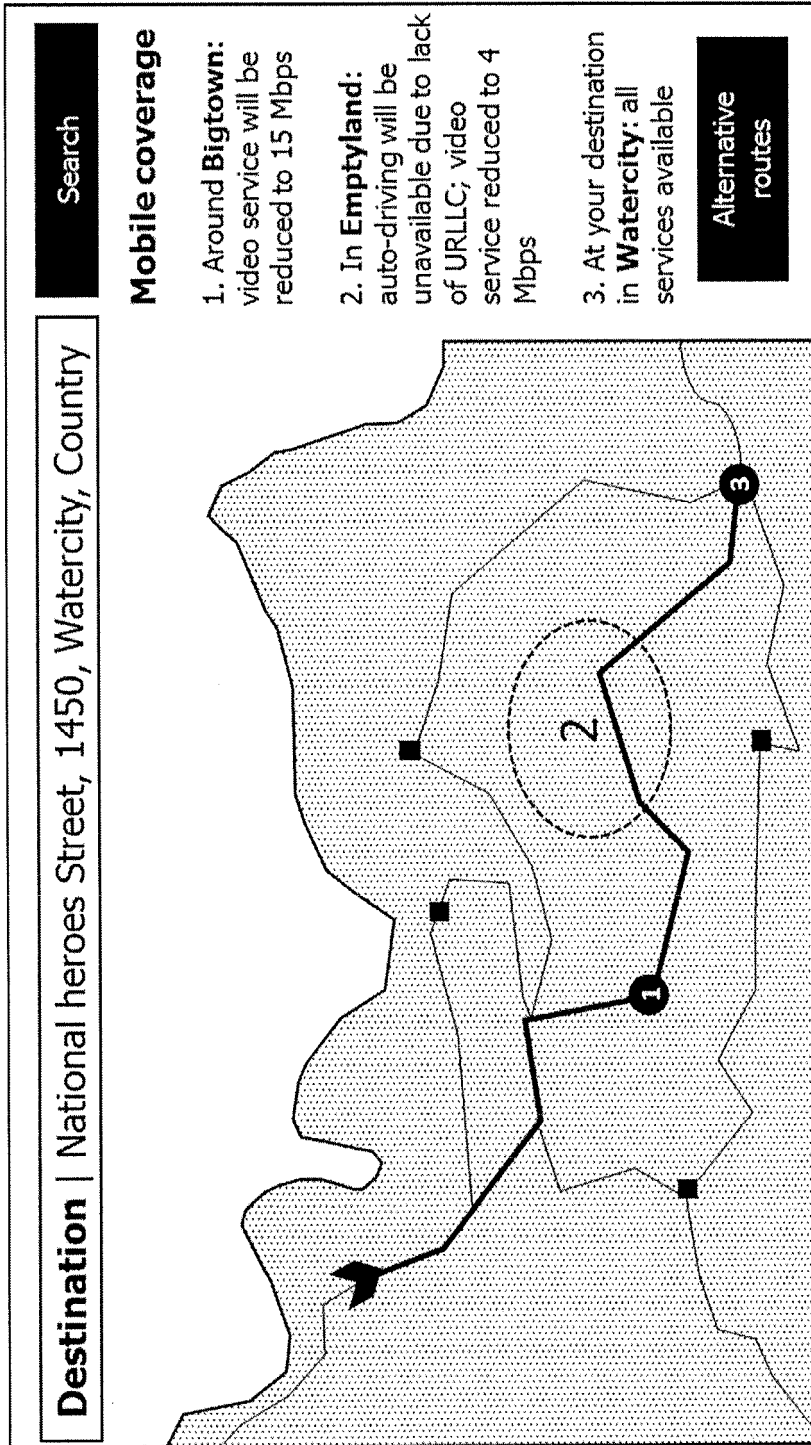 Destination | National heroes Street, 1450, Watercity, Country
Search
Mobile coverage
1. Around Bigtown:
video service will be
reduced to 15 Mbps
2. In Emptyland:
auto-driving will be
unavailable due to lack
of URLLC; video
service reduced to 4
Mbps
3. At your destination
in Watercity: all
services available
Alternative
routes
1
2
3